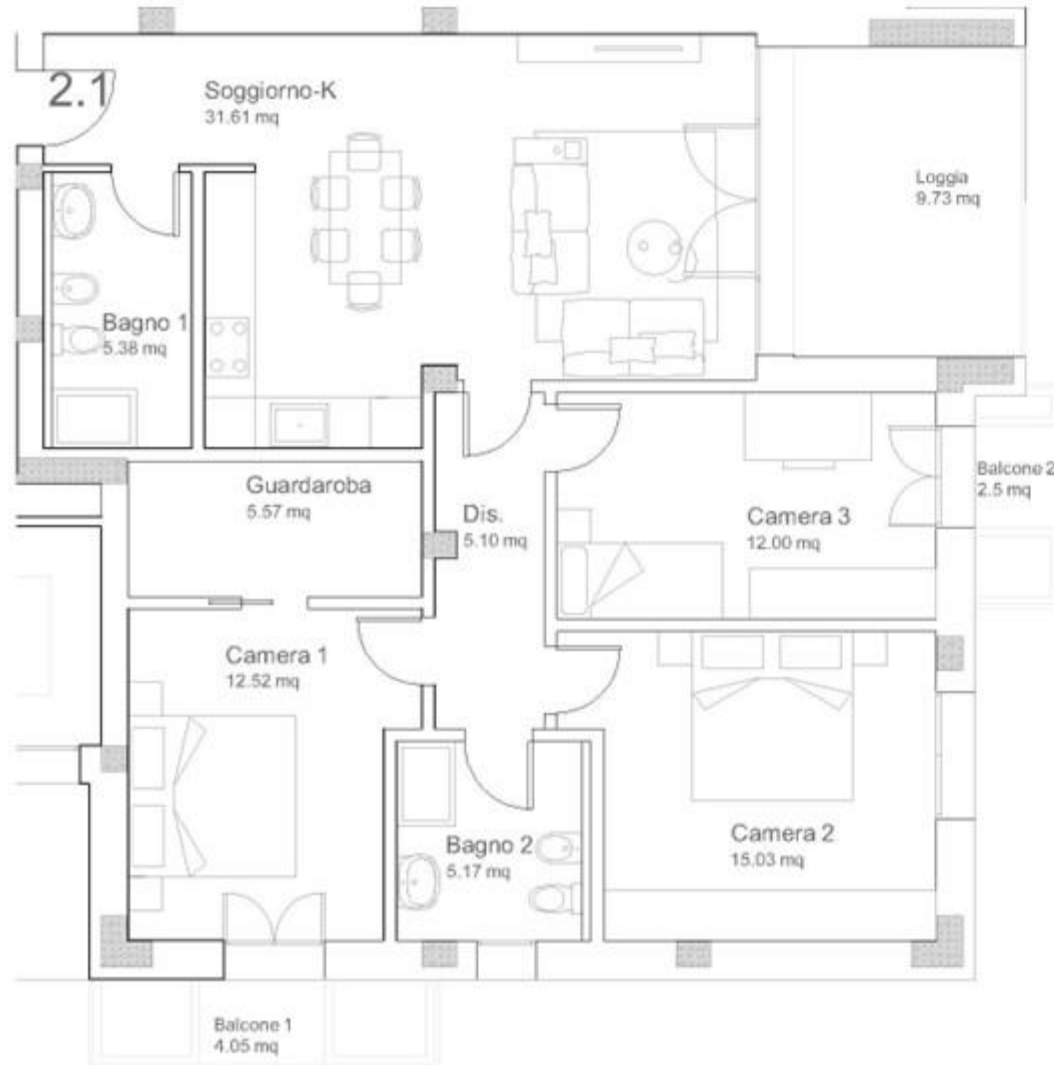 2.1
Soggiorno-K
31.61 mq
Loggia
9.73 mq
Bagno 1
5.38 mq
Guardaroba
5.57 mq
Dis.
5.10 mq
Camera 3
12.00 mq
Balcone 2
2.5 mq
Camera 1
12.52 mq
Bagno 2
5.17 mq
Camera 2
15.03 mq
Balcone 1
4.05 mq